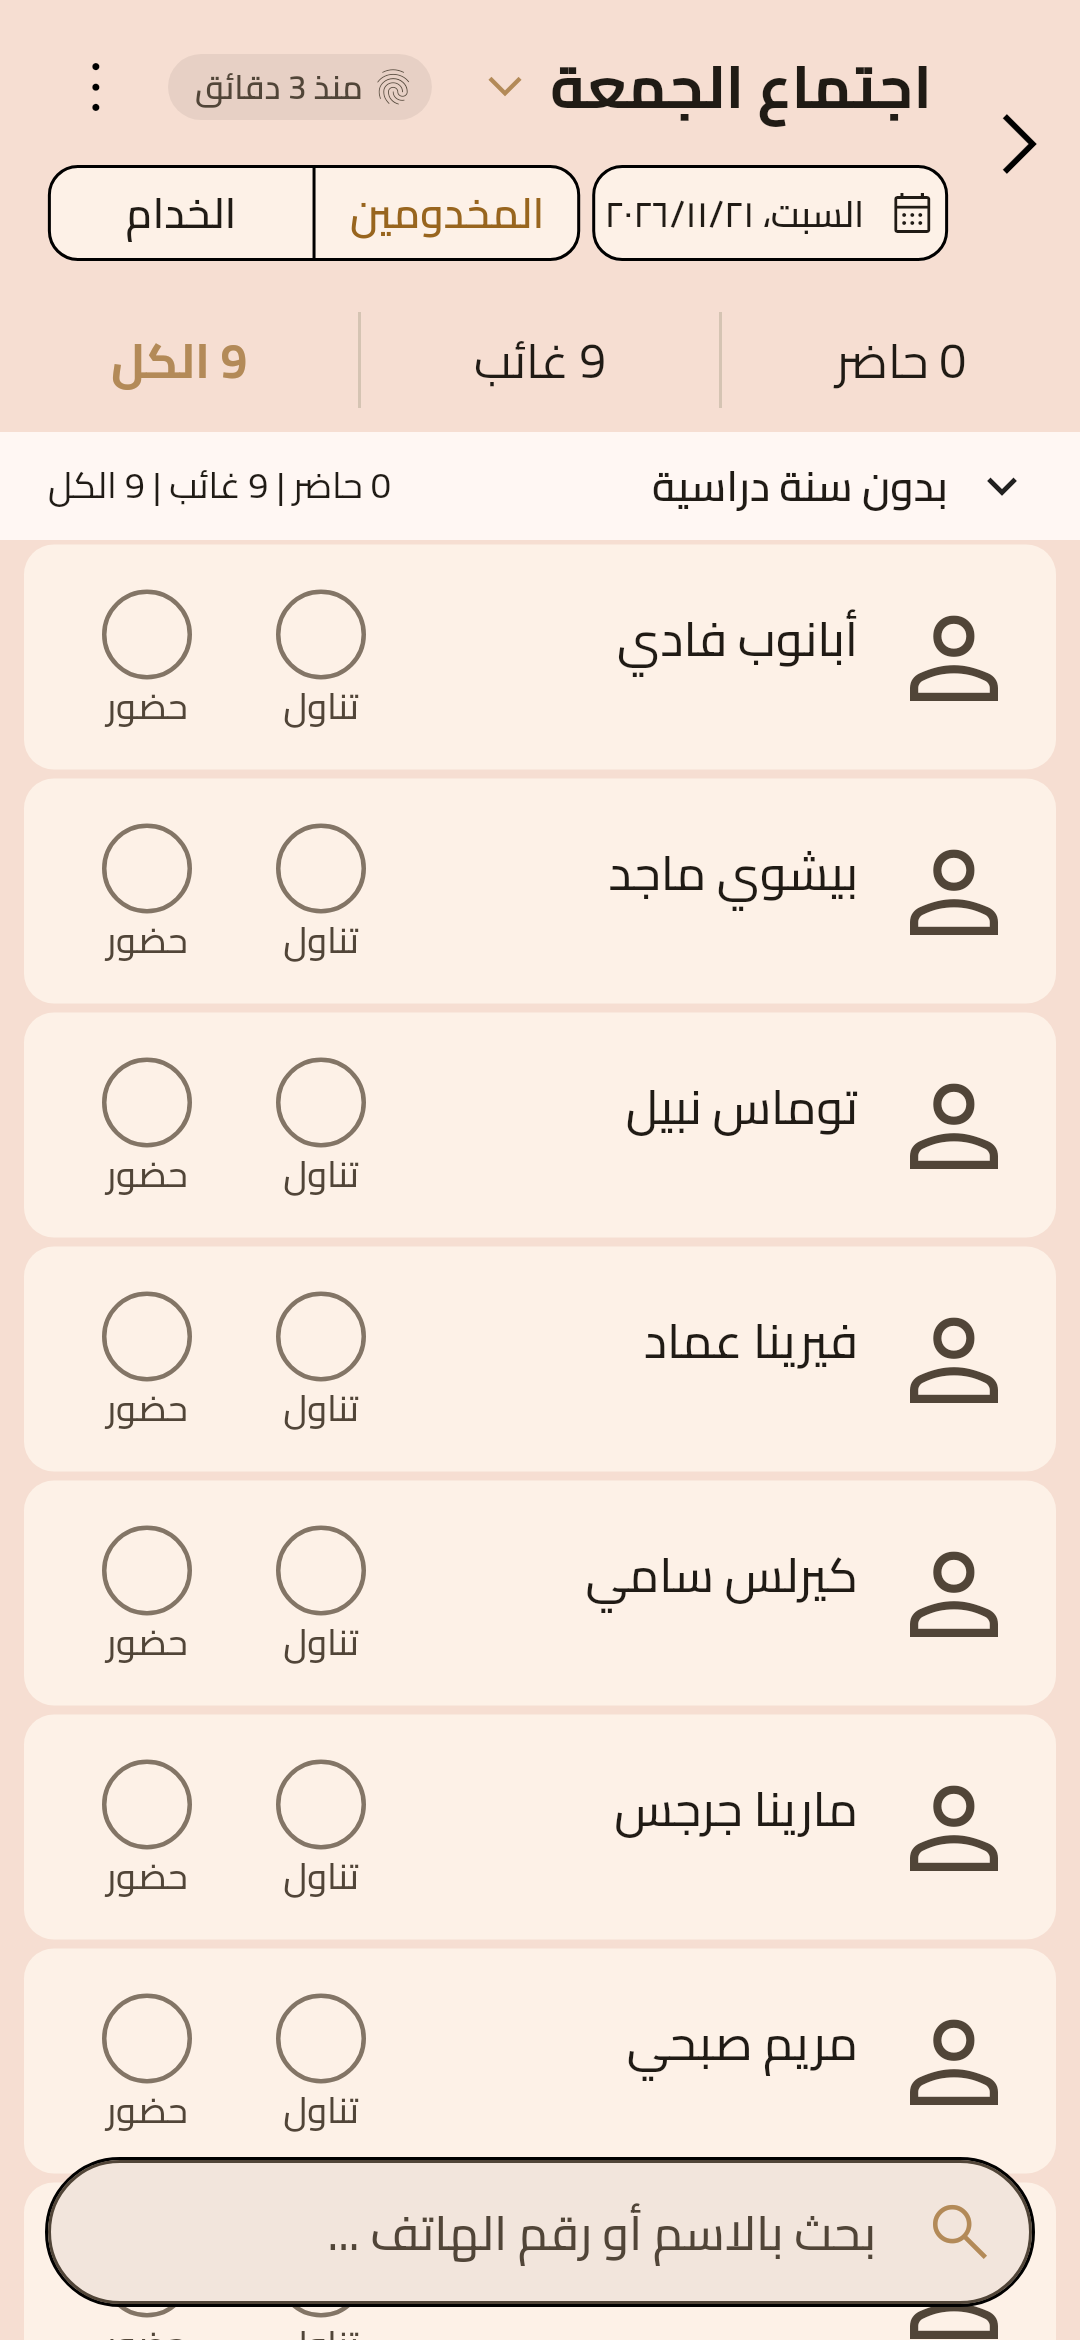 اجتماع الجمعة
منذ 3 دقائق
السبت، ٢٠٢٦/١١/٢١
المخدومين
الخدام
0 حاضر
9 غائب
9 الكل
بدون سنة دراسية
0 حاضر | 9 غائب | 9 الكل
أبانوب فادي
تناول
حضور
بيشوي ماجد
تناول
حضور
توماس نبيل
تناول
حضور
فيرينا عماد
تناول
حضور
كيرلس سامي
تناول
حضور
مارينا جرجس
تناول
حضور
مريم صبحي
تناول
حضور
بحث بالاسم أو رقم الهاتف ...